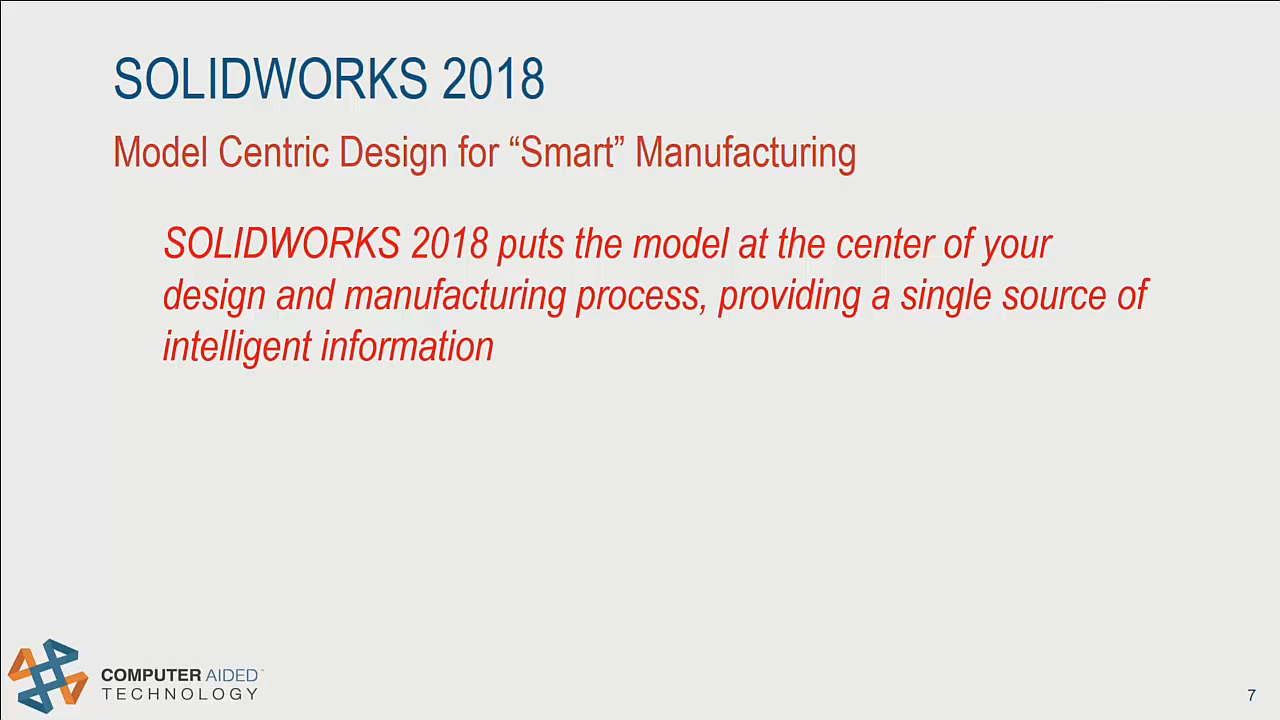 SOLIDWORKS 2018
Model Centric Design for “Smart” Manufacturing
SOLIDWORKS 2018 puts the model at the center of your
design and manufacturing process, providing a single source of
intelligent information
COMPUTER AIDED
TECHNOLOGY
7